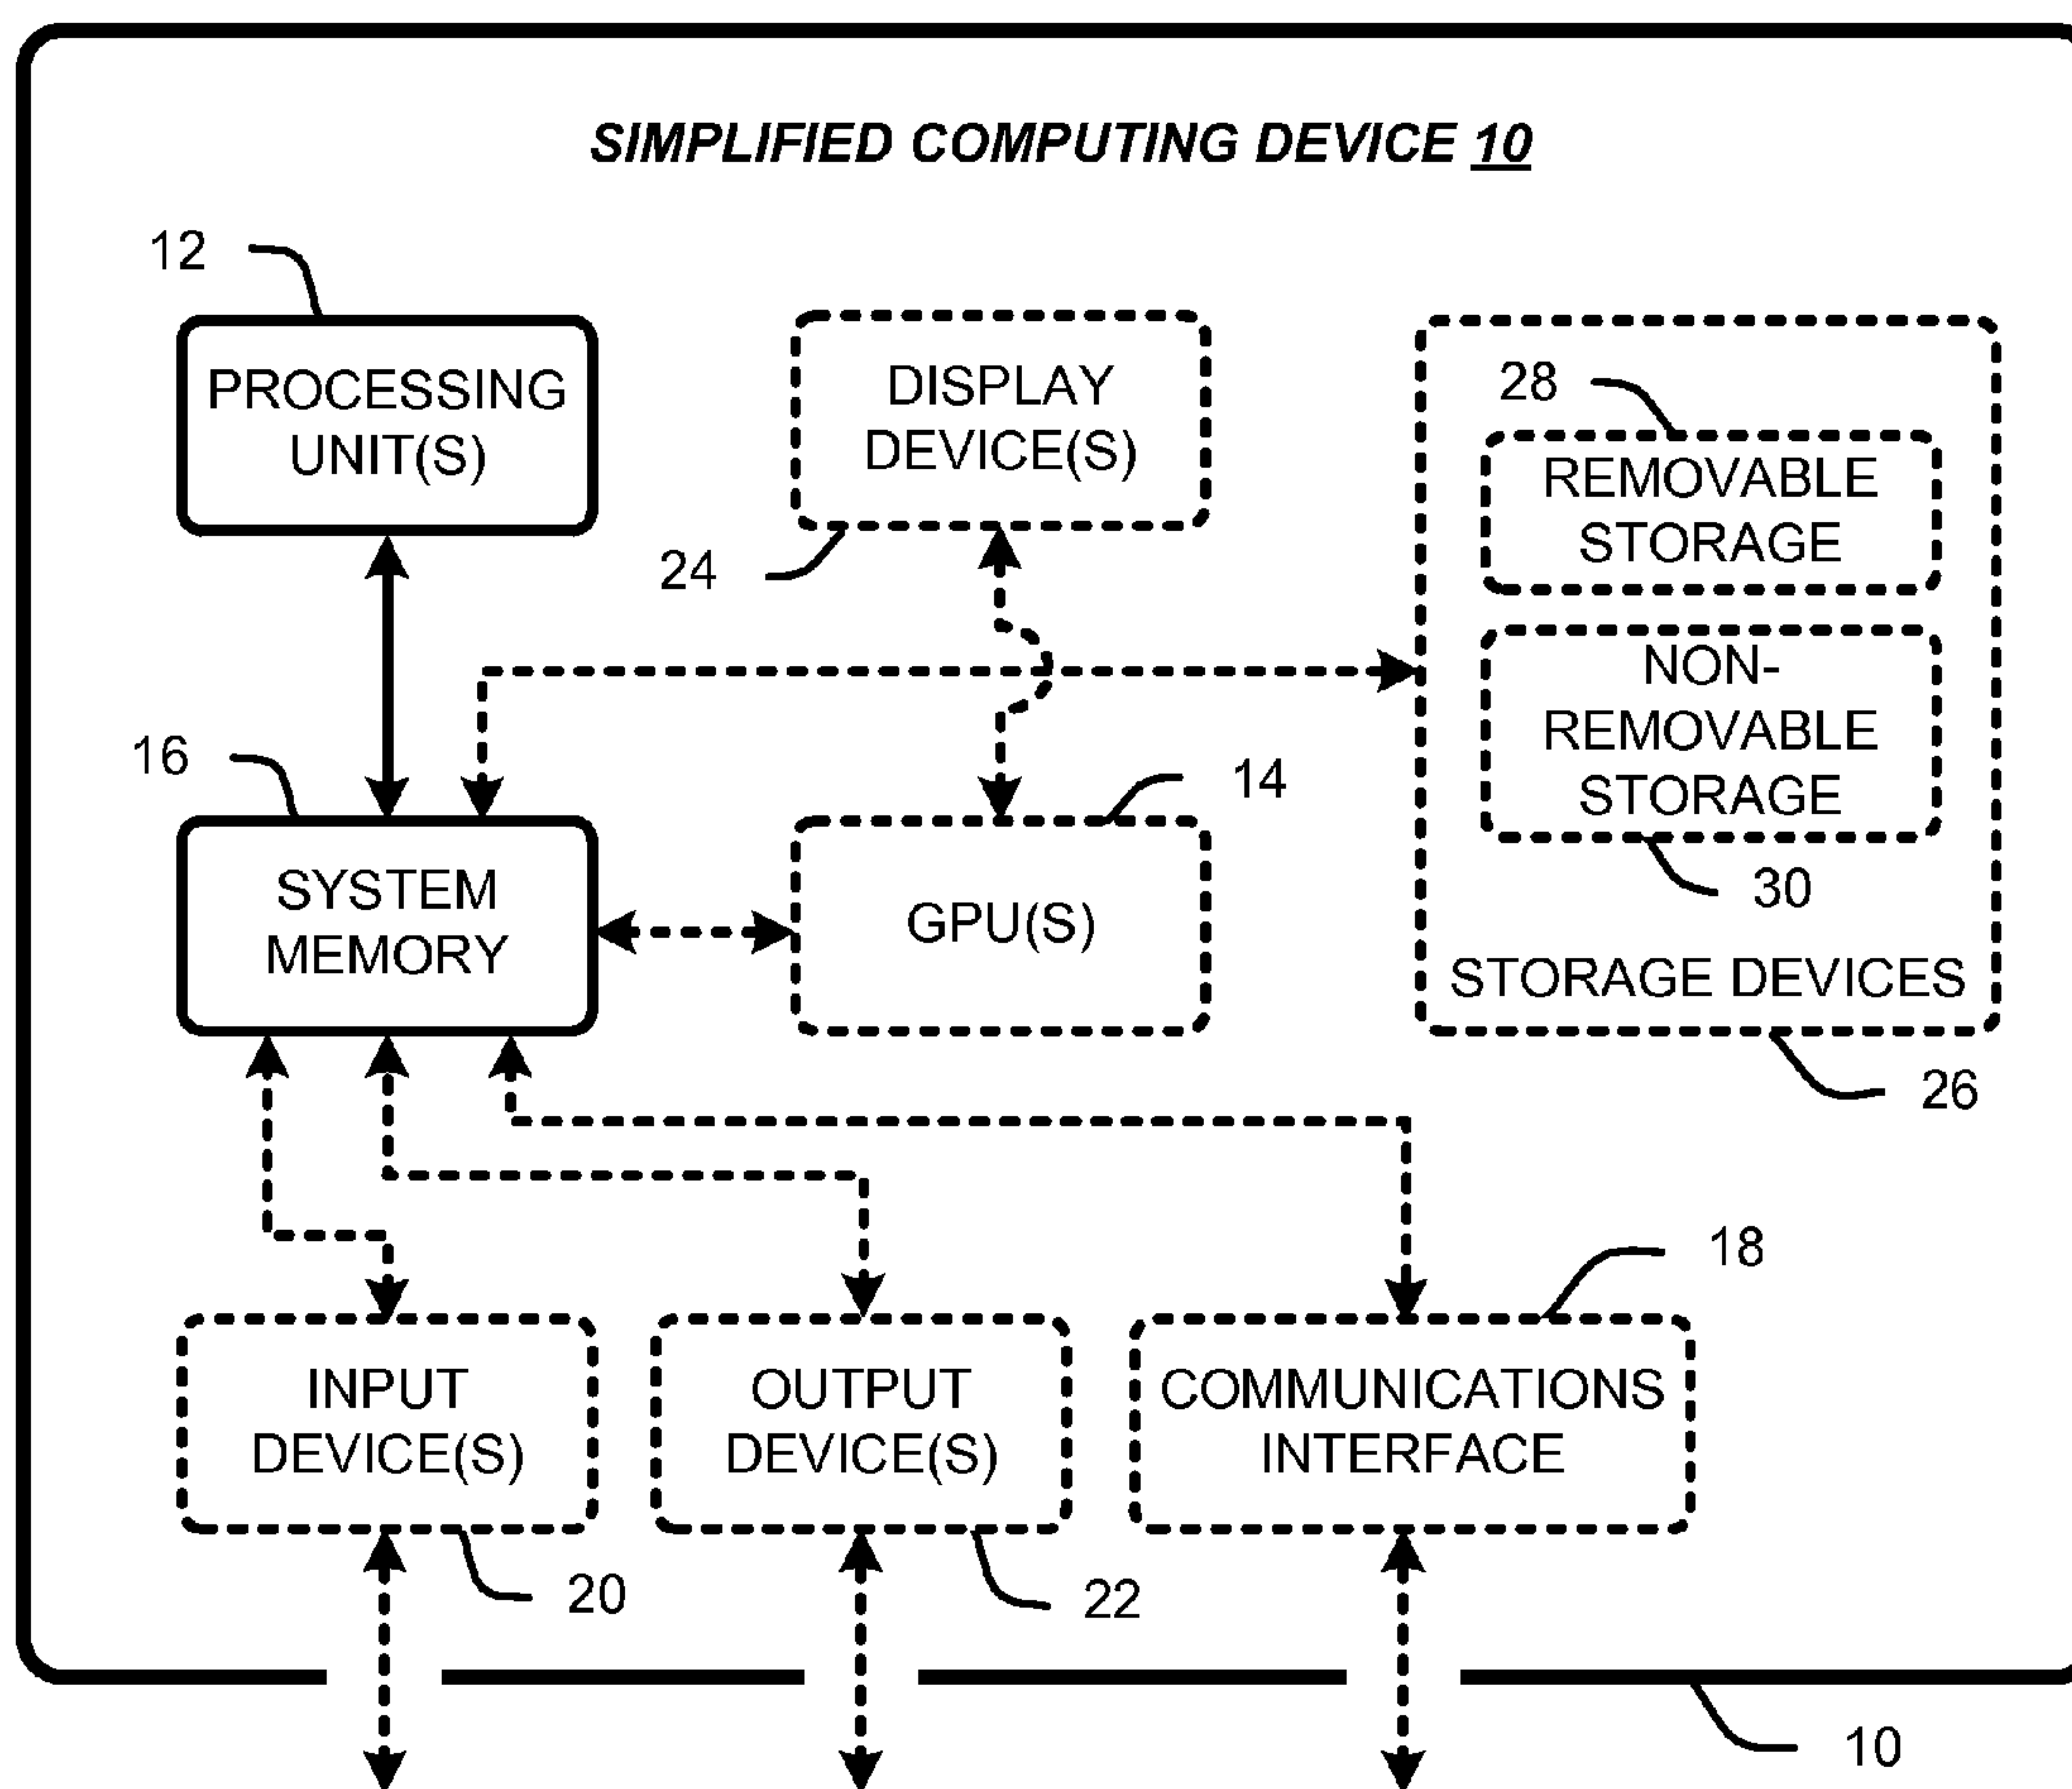 SIMPLIFIED COMPUTING DEVICE 10
12
PROCESSING
UNIT(S)
DISPLAY
DEVICE(S)
24
28
REMOVABLE
STORAGE
NON-
REMOVABLE
STORAGE
30
STORAGE DEVICES
26
16
SYSTEM
MEMORY
14
GPU(S)
18
INPUT
DEVICE(S)
20
OUTPUT
DEVICE(S)
22
COMMUNICATIONS
INTERFACE
10